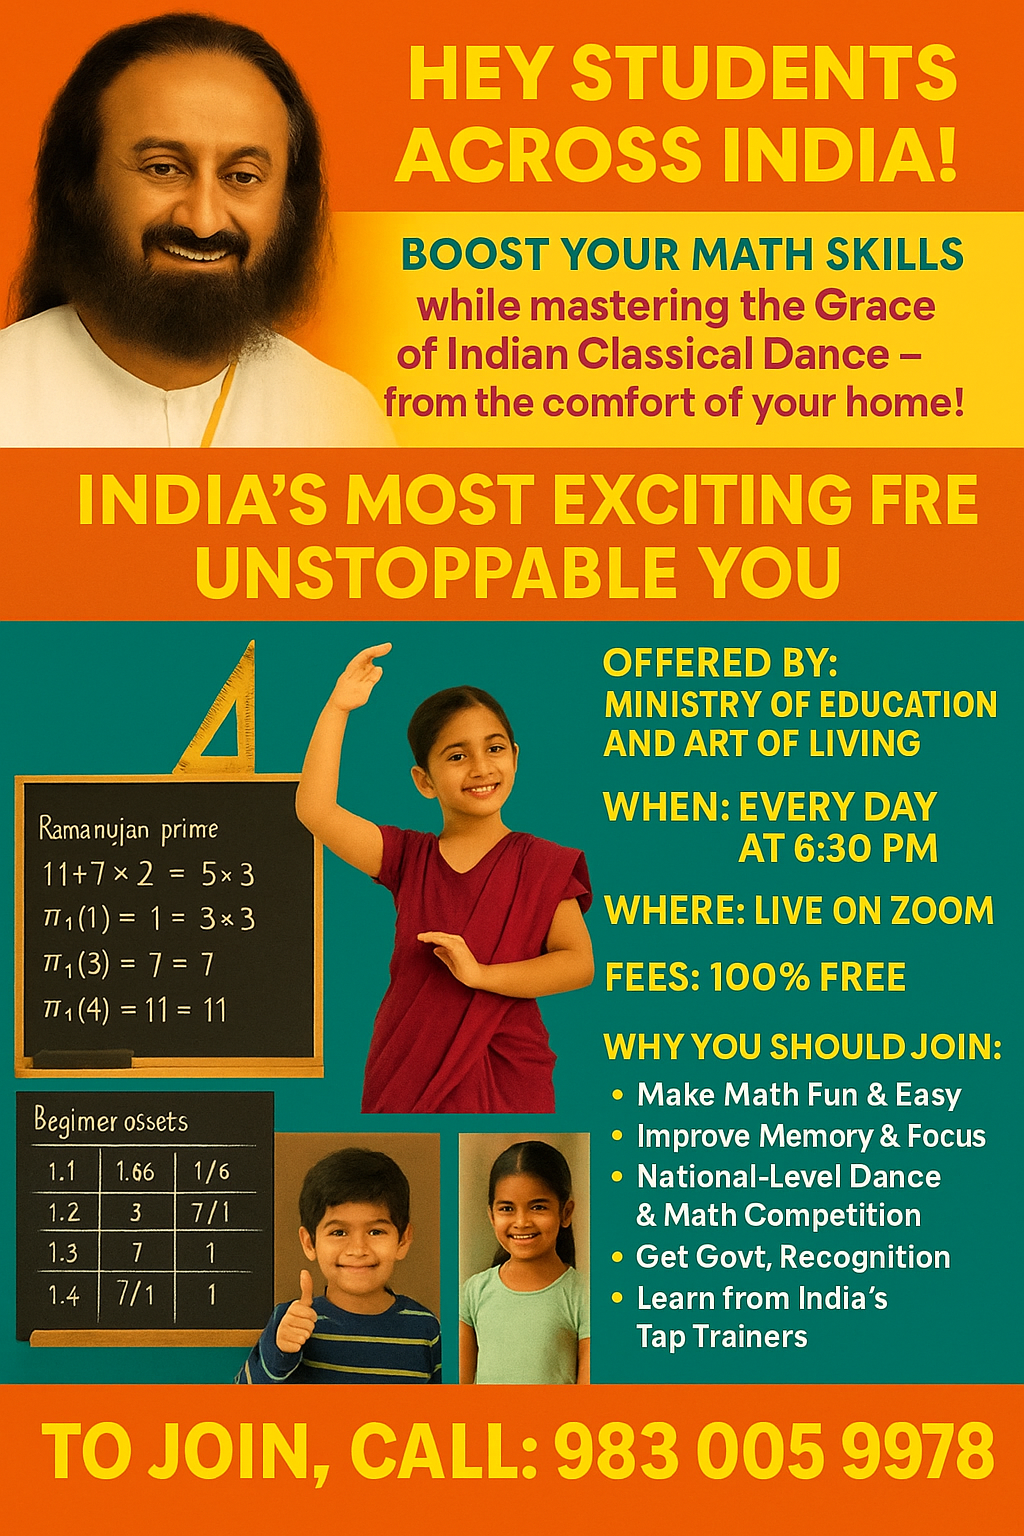 HEY STUDENTS
ACROSS INDIA!
BOOST YOUR MATH SKILLS
while mastering the Grace
of Indian Classical Dance –
from the comfort of your home!
INDIA'S MOST EXCITING FRE
UNSTOPPABLE YOU
OFFERED BY:
MINISTRY OF EDUCATION
AND ART OF LIVING
WHEN: EVERY DAY
AT 6:30 PM
WHERE: LIVE ON ZOOM
FEES: 100% FREE
WHY YOU SHOULD JOIN:
• Make Math Fun & Easy
• Improve Memory & Focus
• National-Level Dance
& Math Competition
• Get Govt, Recognition
• Learn from India's
Tap Trainers
Ramanujan prime
11+7 × 2 = 5×3
π₁(1) = 1 = 3×3
π₁(3) = 7 = 7
π₁(4) = 11 = 11
Begimer ossets
1.1 1.66 1/6
1.2 3 7/1
1.3 7 1
1.4 7/1 1
TO JOIN, CALL: 983 005 9978